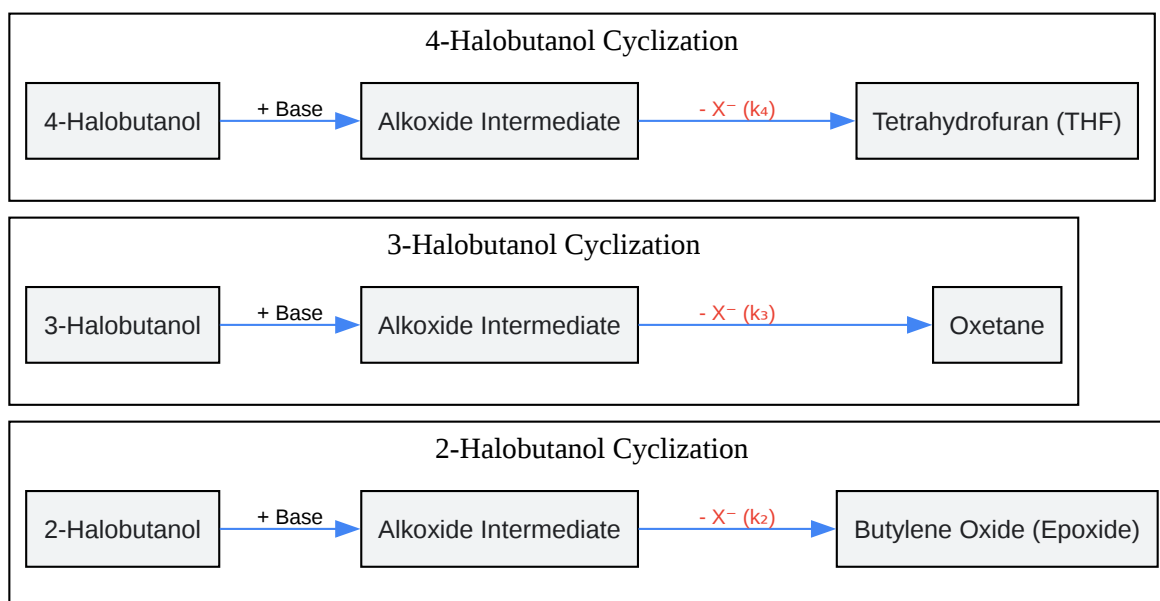 4-Halobutanol Cyclization
4-Halobutanol
+ Base
Alkoxide Intermediate
- X⁻ (k₄)
Tetrahydrofuran (THF)
3-Halobutanol Cyclization
3-Halobutanol
+ Base
Alkoxide Intermediate
- X⁻ (k₃)
Oxetane
2-Halobutanol Cyclization
2-Halobutanol
+ Base
Alkoxide Intermediate
- X⁻ (k₂)
Butylene Oxide (Epoxide)